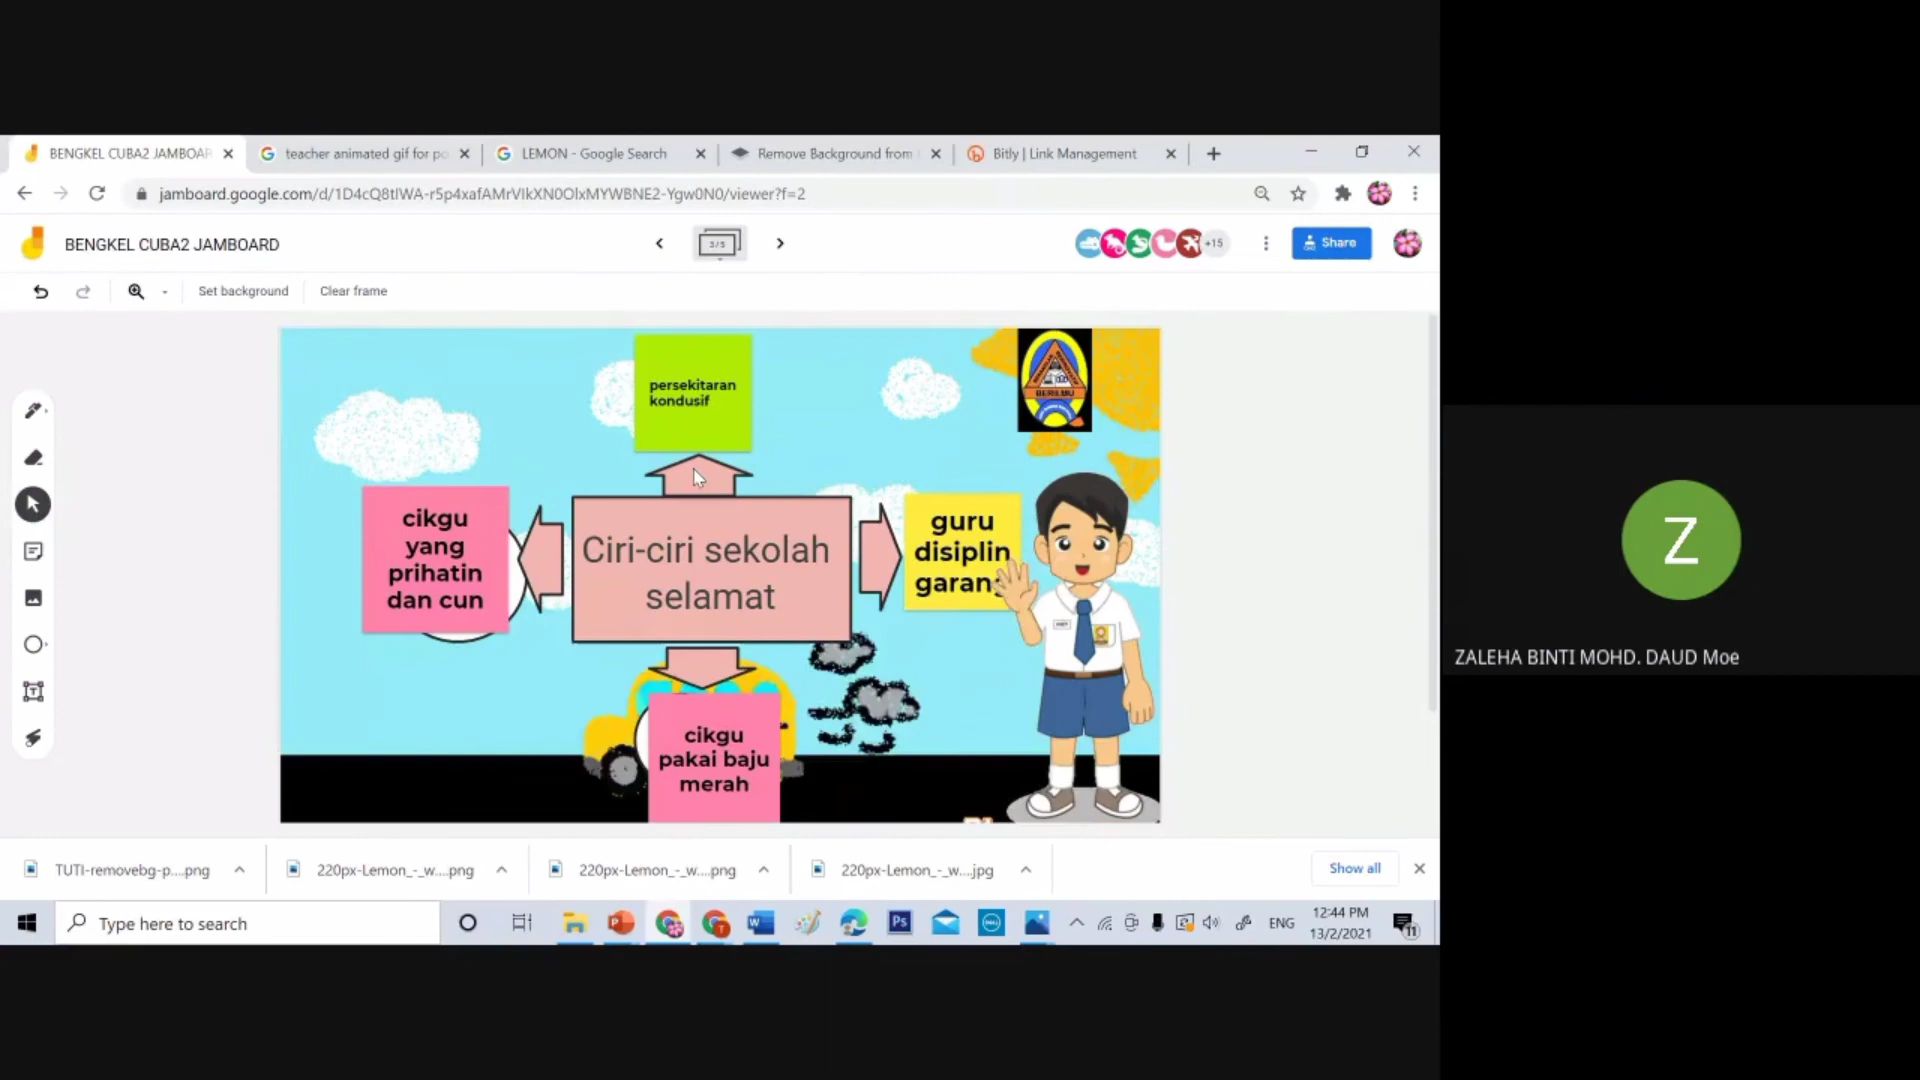 BENGKEL CUBA2 JAMBOAR
teacher animated gif for po
LEMON - Google Search
Remove Background from
Bitly | Link Management
jamboard.google.com/d/1D4cQ8tIWA-r5p4xafAMrVIkXN0OlxMYWBNE2-Ygw0N0/viewer?f=2
BENGKEL CUBA2 JAMBOARD
+15
Share
Set background
Clear frame
persekitaran
kondusif
BERILMU
cikgu
yang
prihatin
dan cun
Ciri-ciri sekolah
selamat
guru
disiplin
garan
cikgu
pakai baju
merah
Z
ZALEHA BINTI MOHD. DAUD Moe
TUTI-removebg-p....png
220px-Lemon_-_w....png
220px-Lemon_-_w....png
220px-Lemon_-_w....jpg
Show all
Type here to search
Ps
ENG
12:44 PM
13/2/2021
11